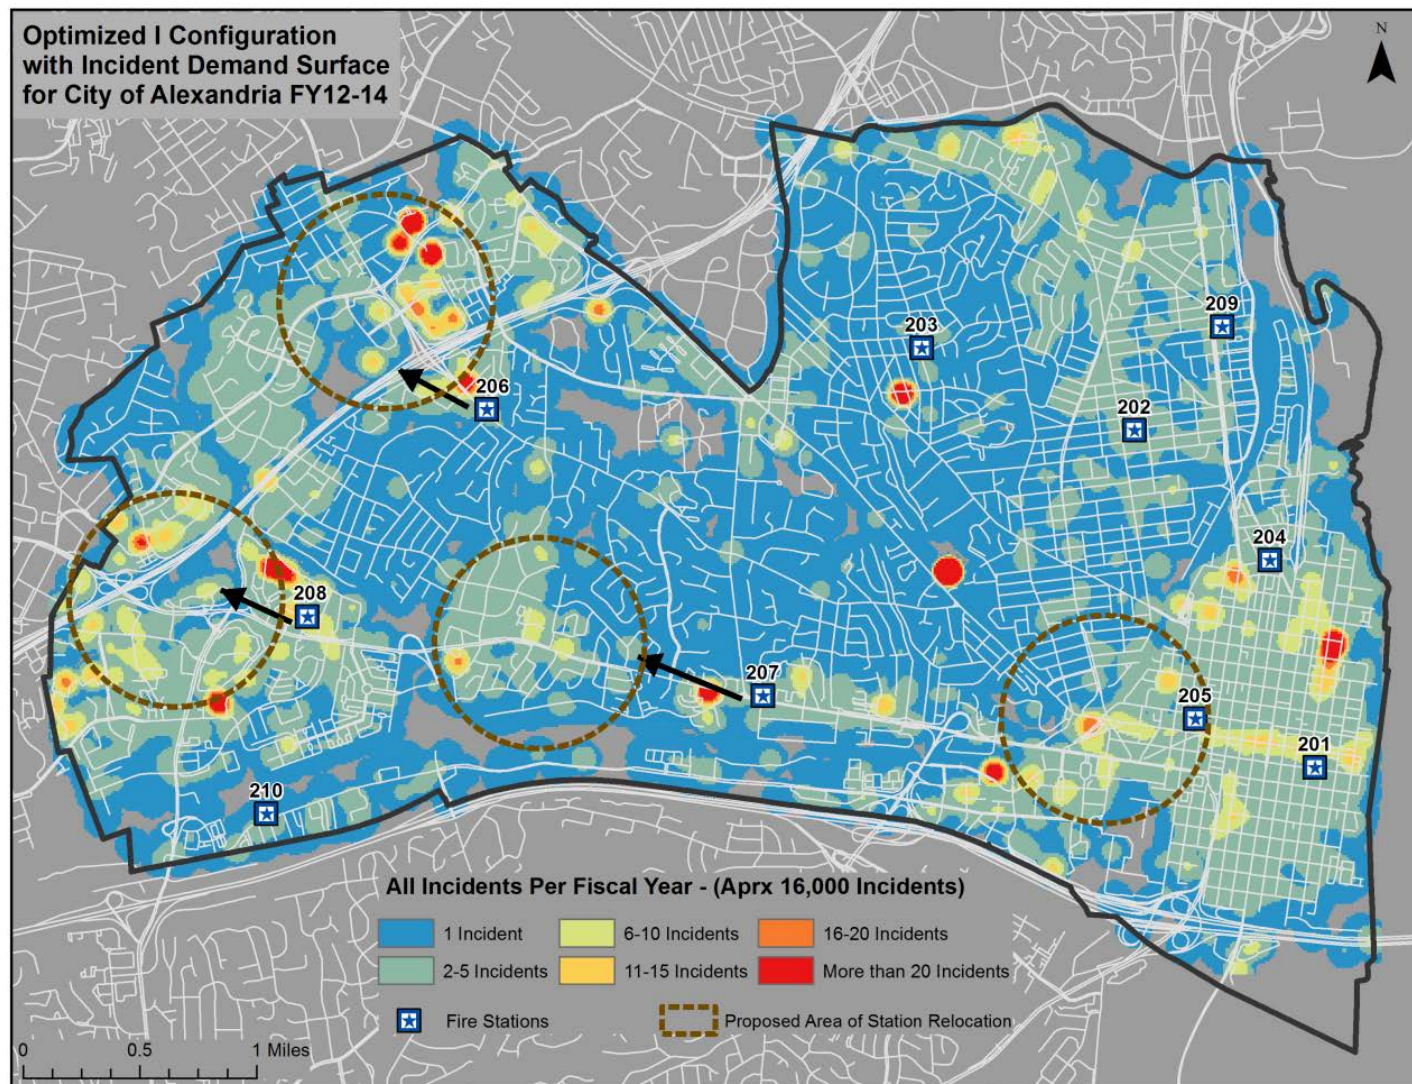 Optimized I Configuration
with Incident Demand Surface
for City of Alexandria FY12-14
N
203
209
206
202
204
208
207
205
201
210
All Incidents Per Fiscal Year - (Aprx 16,000 Incidents)
1 Incident
6-10 Incidents
16-20 Incidents
2-5 Incidents
11-15 Incidents
More than 20 Incidents
Fire Stations
Proposed Area of Station Relocation
0 0.5 1 Miles